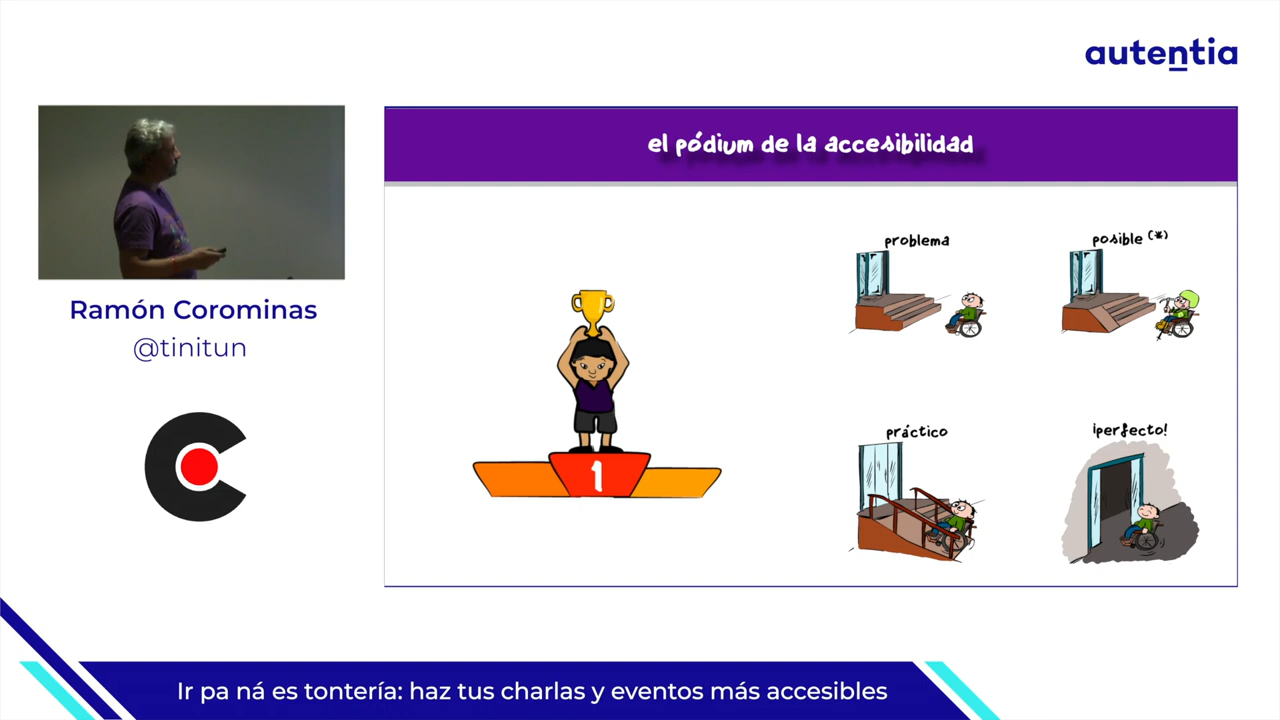 autentia
el pódium de la accesibilidad
problema
posible (*)
1
práctico
¡perfecto!
Ramón Corominas
@tinitun
Ir pa ná es tontería: haz tus charlas y eventos más accesibles